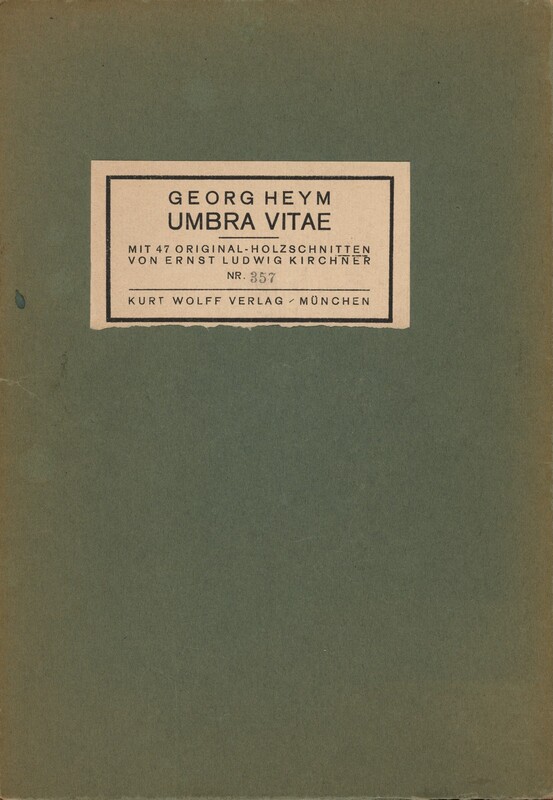 GEORG HEYM
UMBRA VITAE
MIT 47 ORIGINAL-HOLZSCHNITTEN
VON ERNST LUDWIG KIRCHNER
NR. 357
KURT WOLFF VERLAG / MÜNCHEN